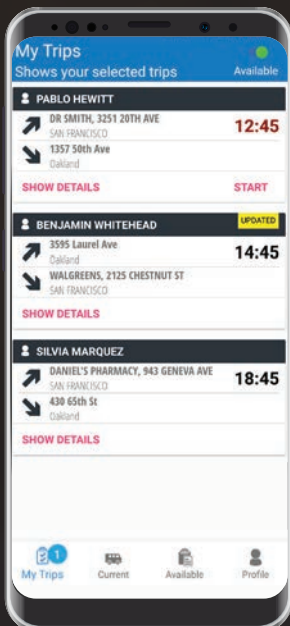 My Trips
Shows your selected trips
Available
PABLO HEWITT
DR SMITH, 3251 20TH AVE
SAN FRANCISCO
12:45
1357 50th Ave
Oakland
SHOW DETAILS
START
BENJAMIN WHITEHEAD
UPDATED
3595 Laurel Ave
Oakland
14:45
WALGREENS, 2125 CHESTNUT ST
SAN FRANCISCO
SHOW DETAILS
SILVIA MARQUEZ
DANIEL'S PHARMACY, 943 GENEVA AVE
SAN FRANCISCO
18:45
430 65th St
Oakland
SHOW DETAILS
1
My Trips
Current
Available
Profile